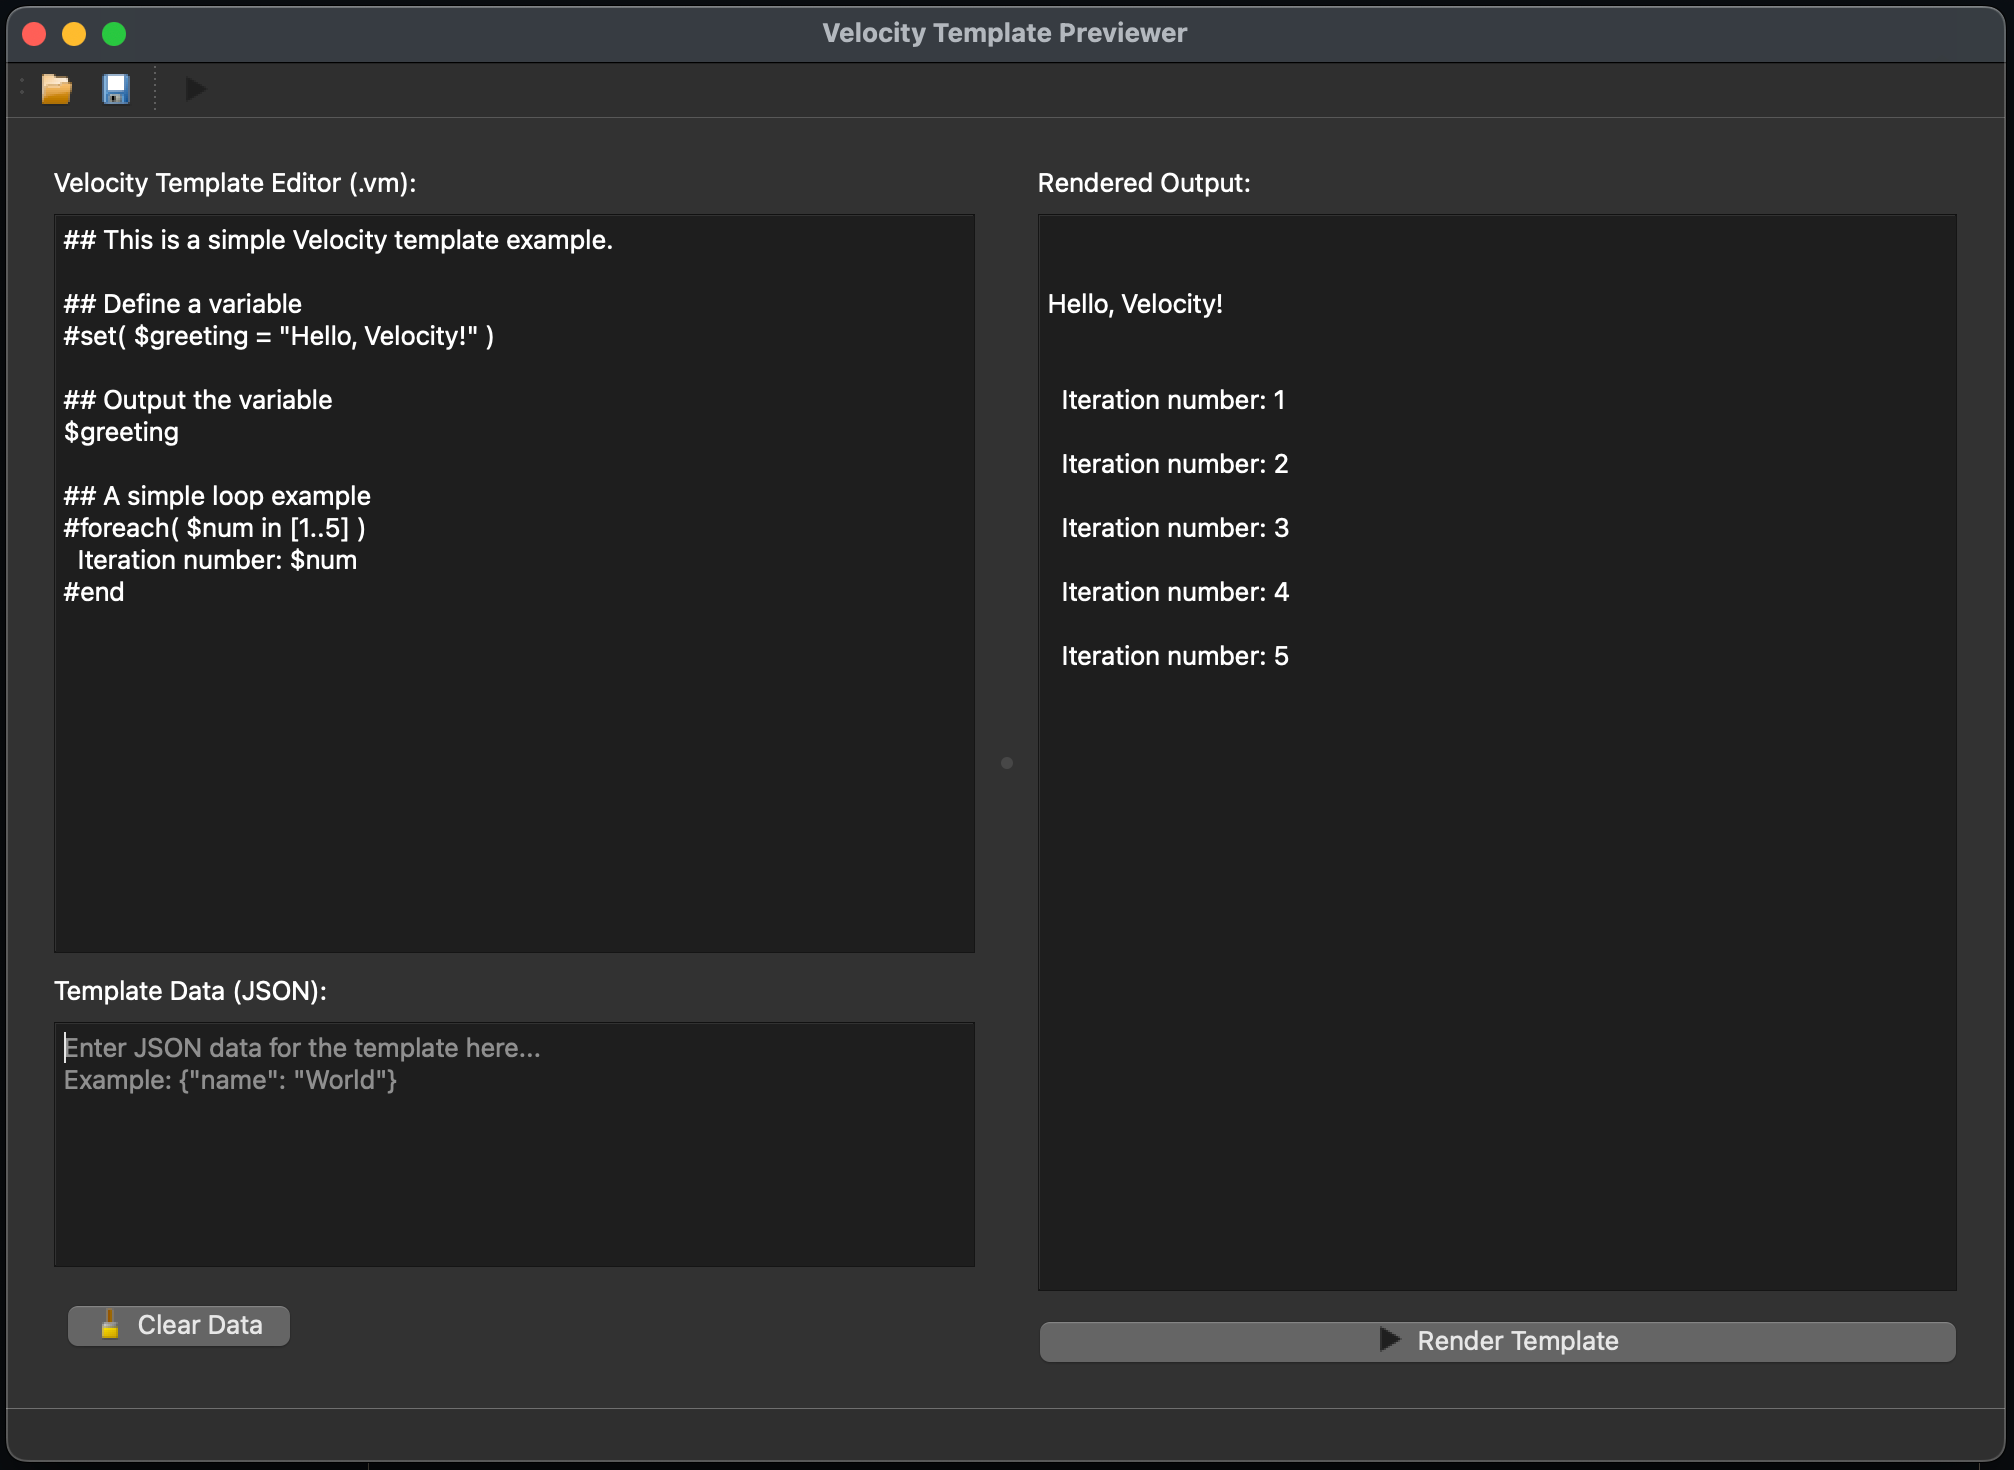 Velocity Template Previewer
Velocity Template Editor (.vm):
## This is a simple Velocity template example.
## Define a variable
#set( $greeting = "Hello, Velocity!" )
## Output the variable
$greeting
## A simple loop example
#foreach( $num in [1..5] )
  Iteration number: $num
#end
Template Data (JSON):
Enter JSON data for the template here...
Example: {"name": "World"}
Clear Data
Rendered Output:
Hello, Velocity!
  Iteration number: 1
  Iteration number: 2
  Iteration number: 3
  Iteration number: 4
  Iteration number: 5
Render Template